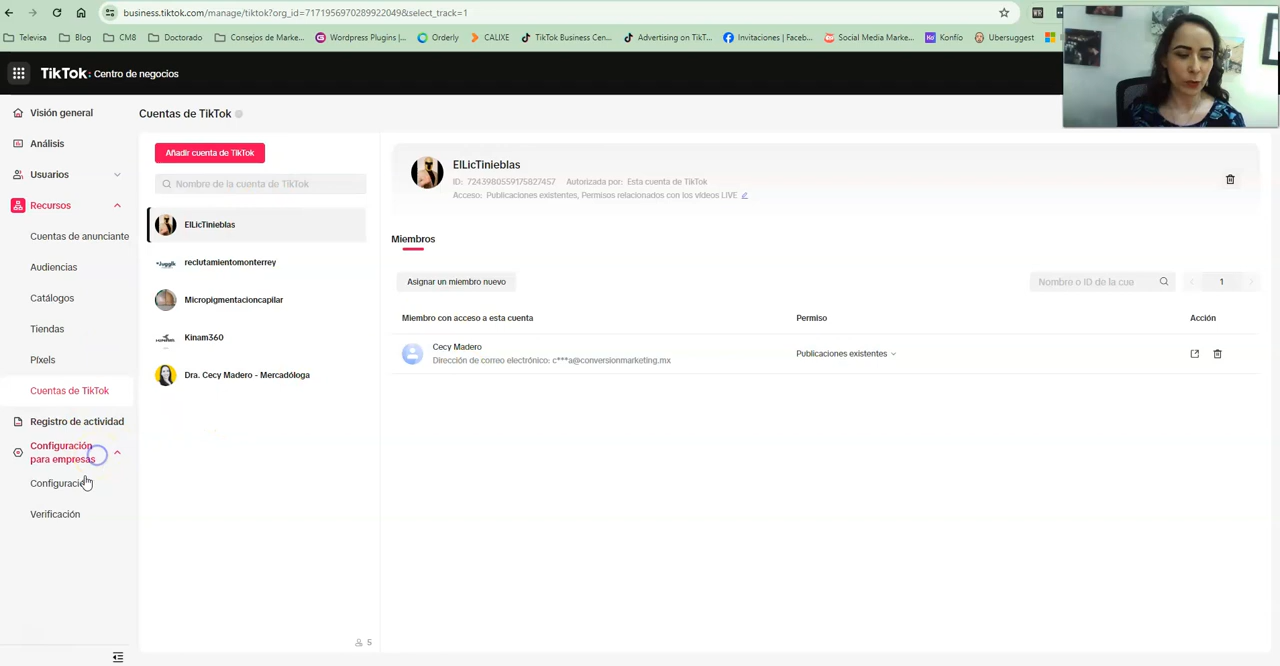 business.tiktok.com/manage/tiktok?org_id=7171956970289922049&select_track=1
Televisa Blog CM8 Doctorado Consejos de Marke... Wordpress Plugins |... Orderly CALIXE TikTok Business Cen... Advertising on TikT... Invitaciones | Faceb... Social Media Marke... Konfío Ubersuggest
TikTok: Centro de negocios
Visión general
Análisis
Usuarios
Recursos
Cuentas de anunciante
Audiencias
Catálogos
Tiendas
Píxels
Cuentas de TikTok
Registro de actividad
Configuración
para empresas
Configuració
Verificación
Cuentas de TikTok
Añadir cuenta de TikTok
Nombre de la cuenta de TikTok
ElLicTinieblas
reclutamientomonterrey
Micropigmentacioncapilar
Kinam360
Dra. Cecy Madero - Mercadóloga
5
ElLicTinieblas
ID: 7243980559175827457 Autorizada por: Esta cuenta de TikTok
Acceso: Publicaciones existentes, Permisos relacionados con los vídeos LIVE
Miembros
Asignar un miembro nuevo
Nombre o ID de la cue
1
Miembro con acceso a esta cuenta Permiso Acción
Cecy Madero
Dirección de correo electrónico: c***a@conversionmarketing.mx
Publicaciones existentes